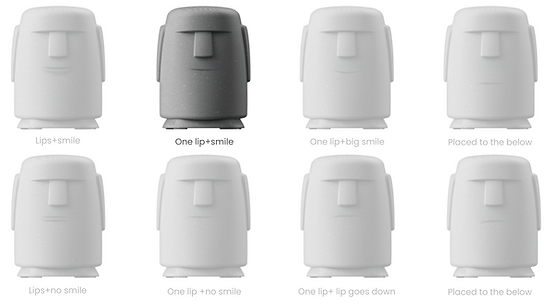 Lips+smile
One lip+smile
One lip+big smile
Placed to the below
Lips+no smile
One lip +no smile
One lip+ lip goes down
Placed to the below